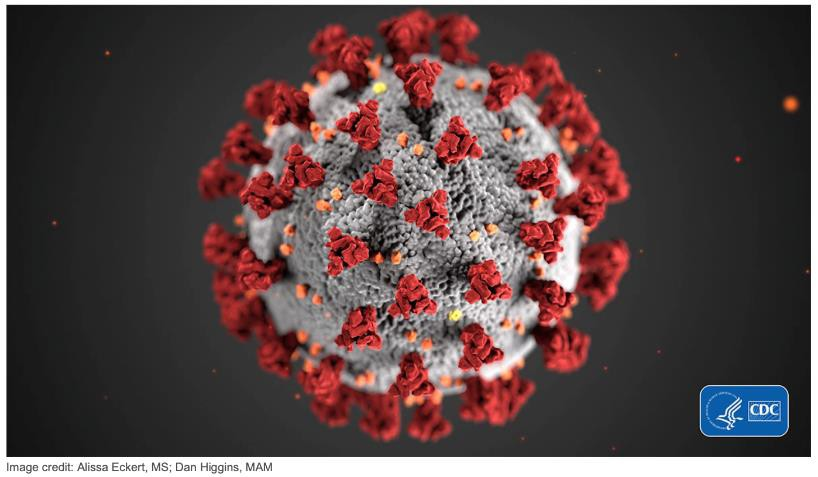 CDC
Image credit: Alissa Eckert, MS; Dan Higgins, MAM